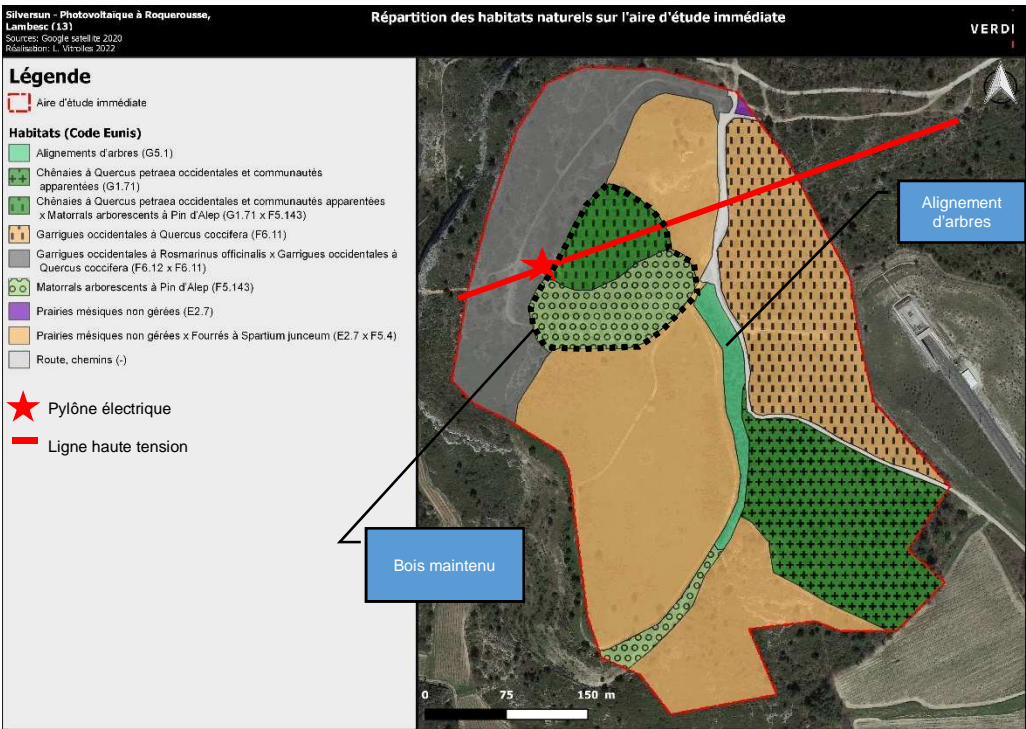 Silversun - Photovoltaïque à Roquerousse,
Lambesc (13)
Sources: Google satellite 2020
Réalisation: L. Vitrolles 2022
Répartition des habitats naturels sur l'aire d'étude immédiate
VERDI
Légende
Aire d'étude immédiate
Habitats (Code Eunis)
Alignements d'arbres (G5.1)
Chênaies à Quercus petraea occidentales et communautés
apparentées (G1.71)
Chênaies à Quercus petraea occidentales et communautés apparentées
x Matorrals arborescents à Pin d'Alep (G1.71 x F5.143)
Garrigues occidentales à Quercus coccifera (F6.11)
Garrigues occidentales à Rosmarinus officinalis x Garrigues occidentales à
Quercus coccifera (F6.12 x F6.11)
Matorrals arborescents à Pin d'Alep (F5.143)
Prairies mésiques non gérées (E2.7)
Prairies mésiques non gérées x Fourrés à Spartium junceum (E2.7 x F5.4)
Route, chemins (-)
Pylône électrique
Ligne haute tension
Alignement
d'arbres
Bois maintenu
0 75 150 m